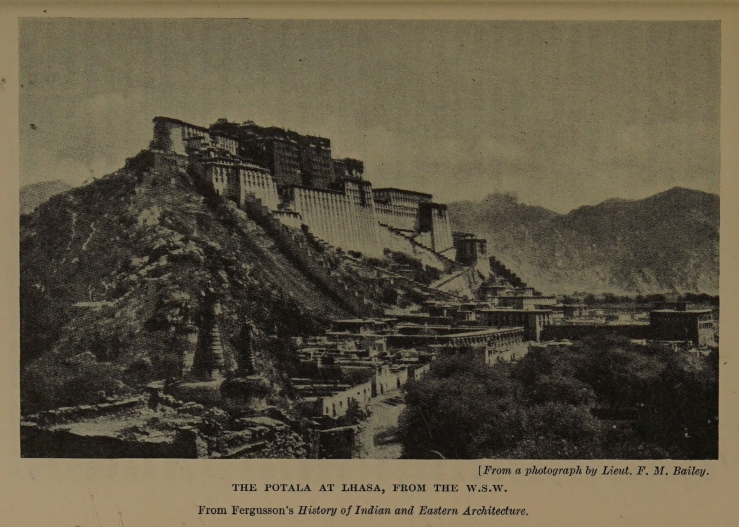 [From a photograph by Lieut. F. M. Bailey.
THE POTALA AT LHASA, FROM THE W.S.W.
From Fergusson's History of Indian and Eastern Architecture.